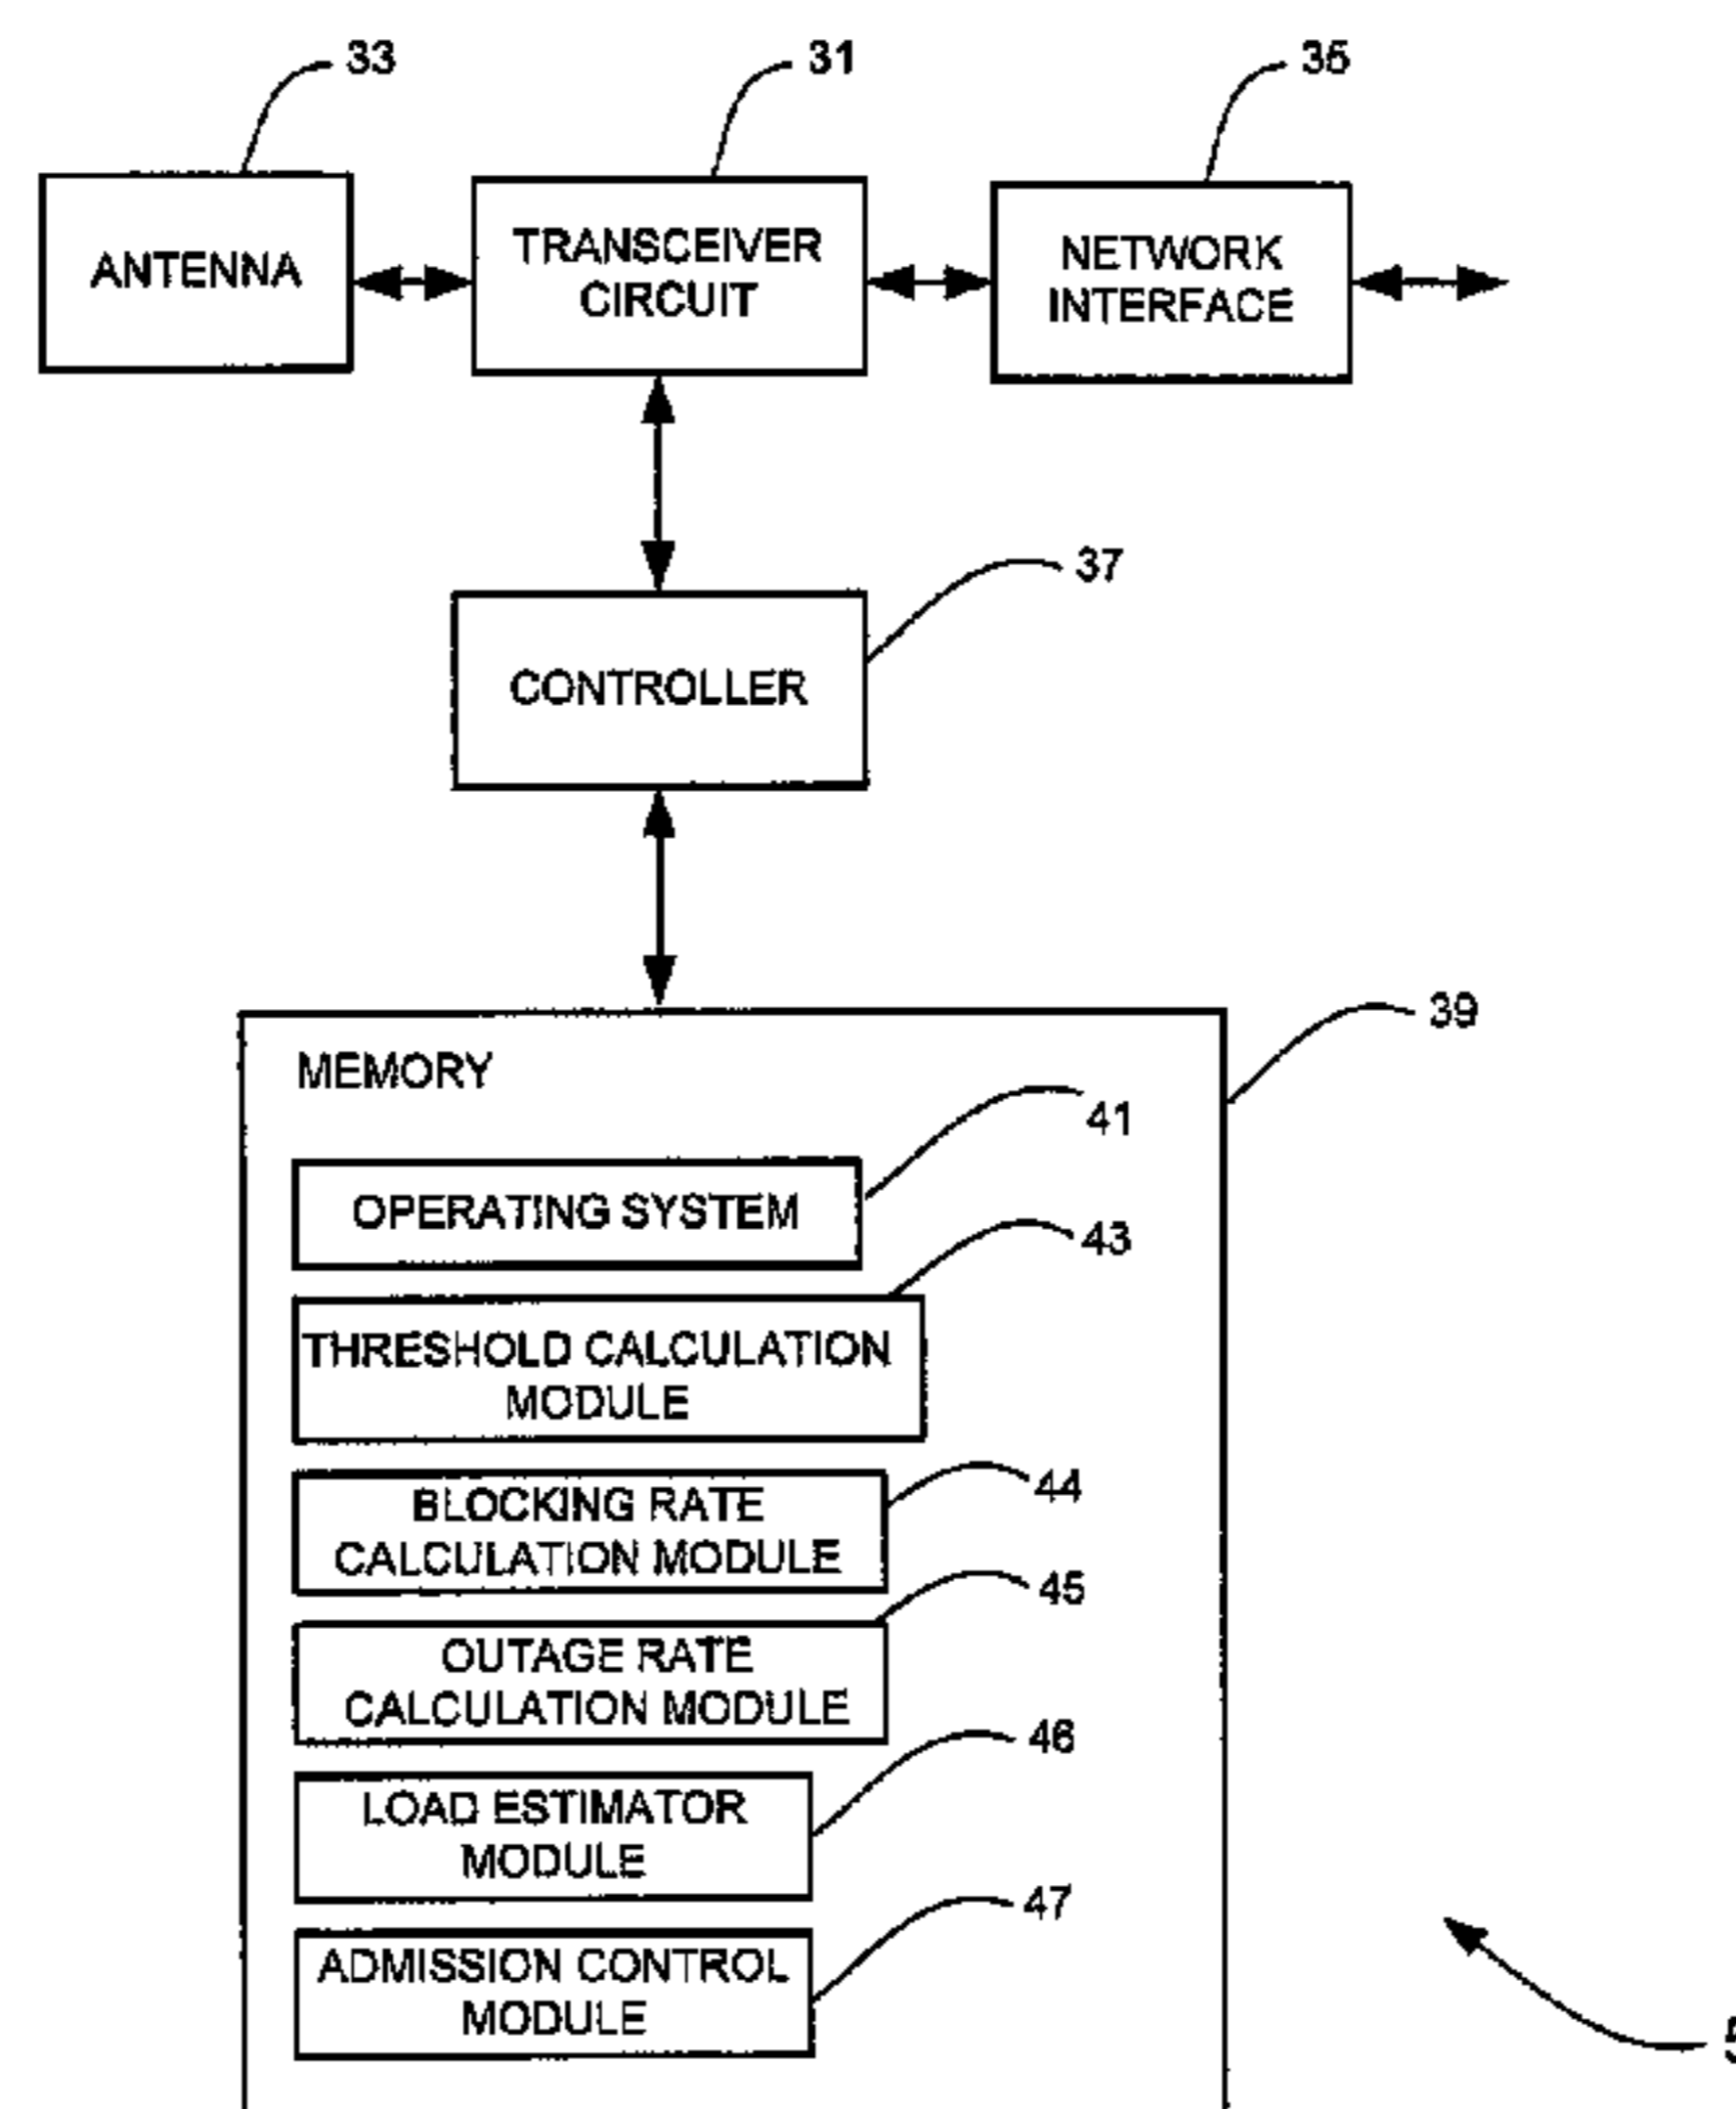 33
31
35
ANTENNA
TRANSCEIVER
CIRCUIT
NETWORK
INTERFACE
37
CONTROLLER
39
MEMORY
41
OPERATING SYSTEM
43
THRESHOLD CALCULATION
MODULE
44
BLOCKING RATE
CALCULATION MODULE
45
OUTAGE RATE
CALCULATION MODULE
46
LOAD ESTIMATOR
MODULE
47
ADMISSION CONTROL
MODULE